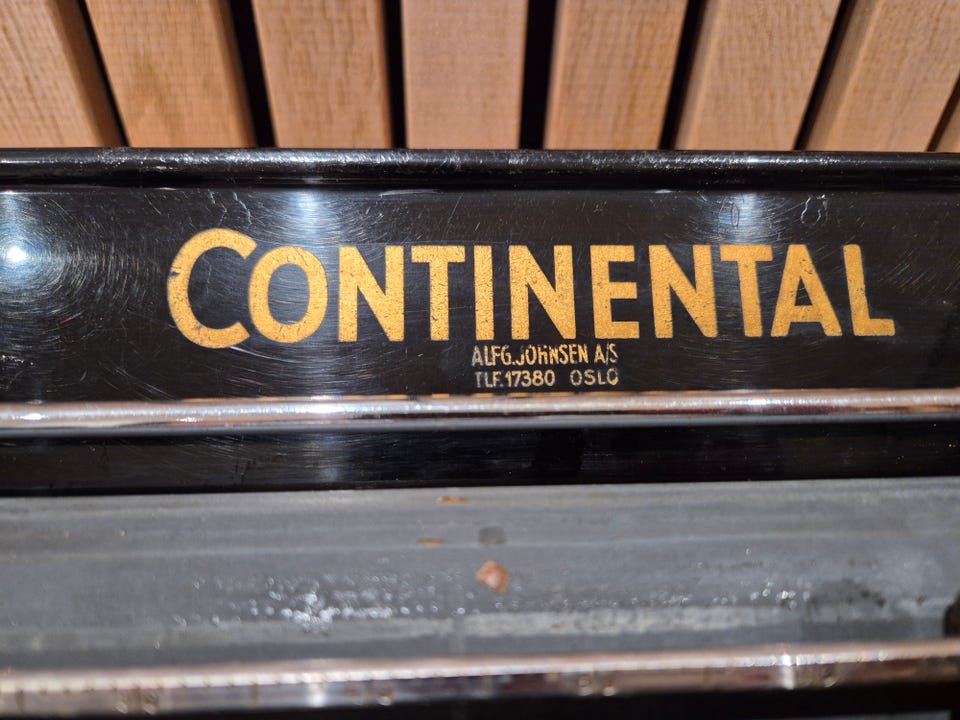 CONTINENTAL
ALFG.JOHNSEN A/S
TLF.17380 OSLO